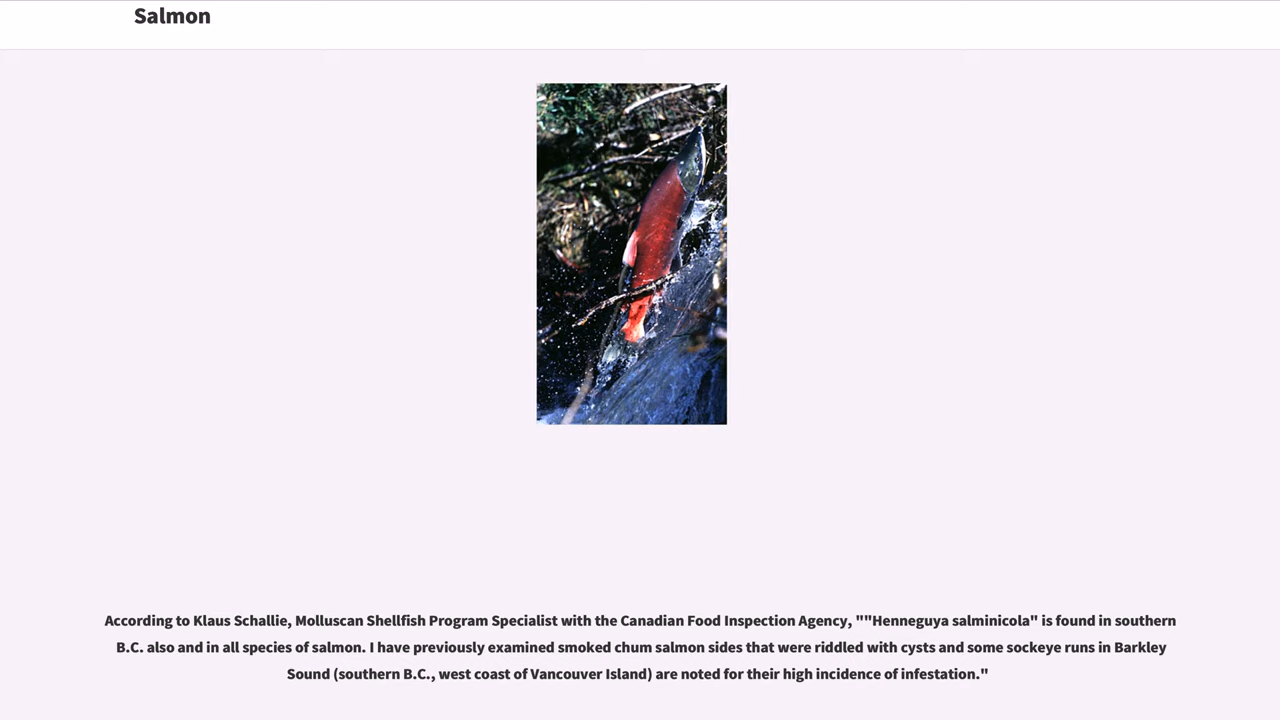 Salmon
According to Klaus Schallie, Molluscan Shellfish Program Specialist with the Canadian Food Inspection Agency, ""Henneguya salminicola" is found in southern
B.C. also and in all species of salmon. I have previously examined smoked chum salmon sides that were riddled with cysts and some sockeye runs in Barkley
Sound (southern B.C., west coast of Vancouver Island) are noted for their high incidence of infestation."